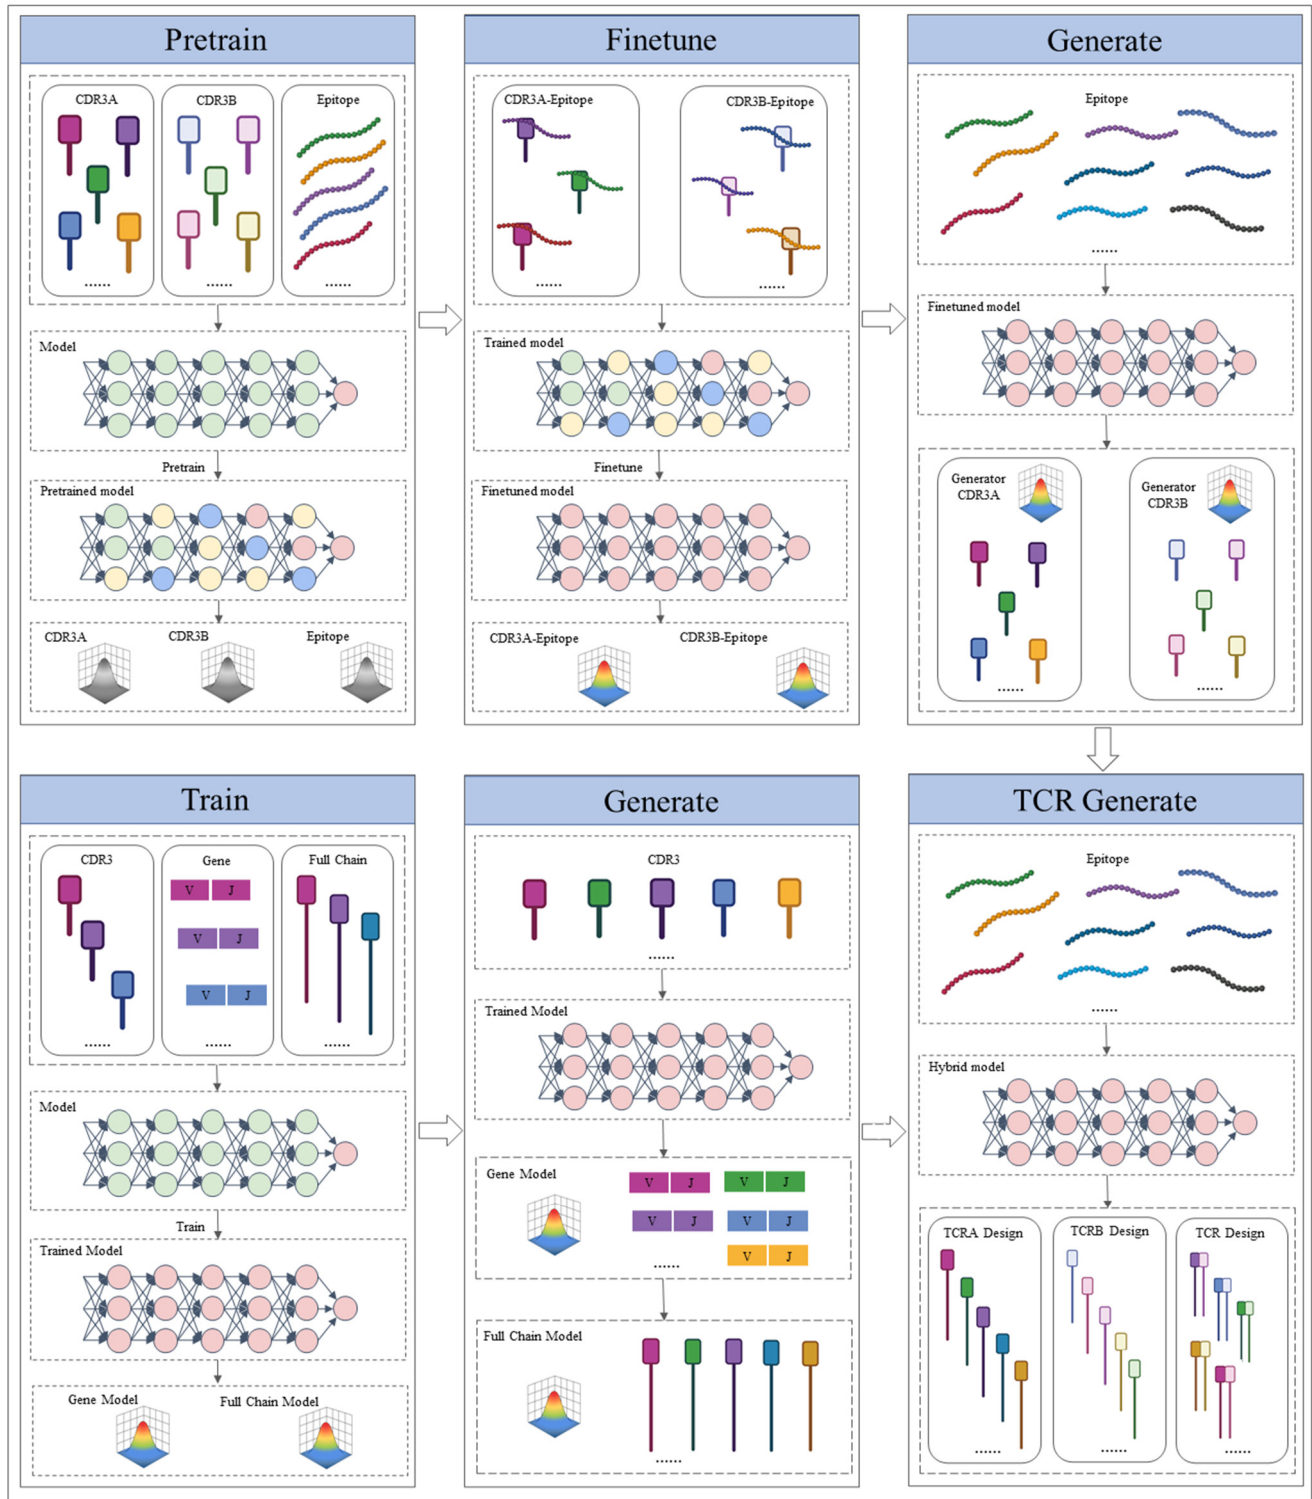 Pretrain
CDR3A
CDR3B
Epitope
......
......
......
Model
Pretrain
Pretrained model
CDR3A
CDR3B
Epitope
Finetune
CDR3A-Epitope
CDR3B-Epitope
......
......
Trained model
Finetune
Finetuned model
CDR3A-Epitope
CDR3B-Epitope
Generate
Epitope
......
Finetuned model
Generator
CDR3A
Generator
CDR3B
......
......
Train
CDR3
Gene
Full Chain
V J
V J
V J
......
......
......
Model
Train
Trained Model
Gene Model
Full Chain Model
Generate
CDR3
......
Trained Model
Gene Model
V J
V J
V J
V J
V J
......
Full Chain Model
......
TCR Generate
Epitope
......
Hybrid model
TCRA Design
TCRB Design
TCR Design
......
......
......